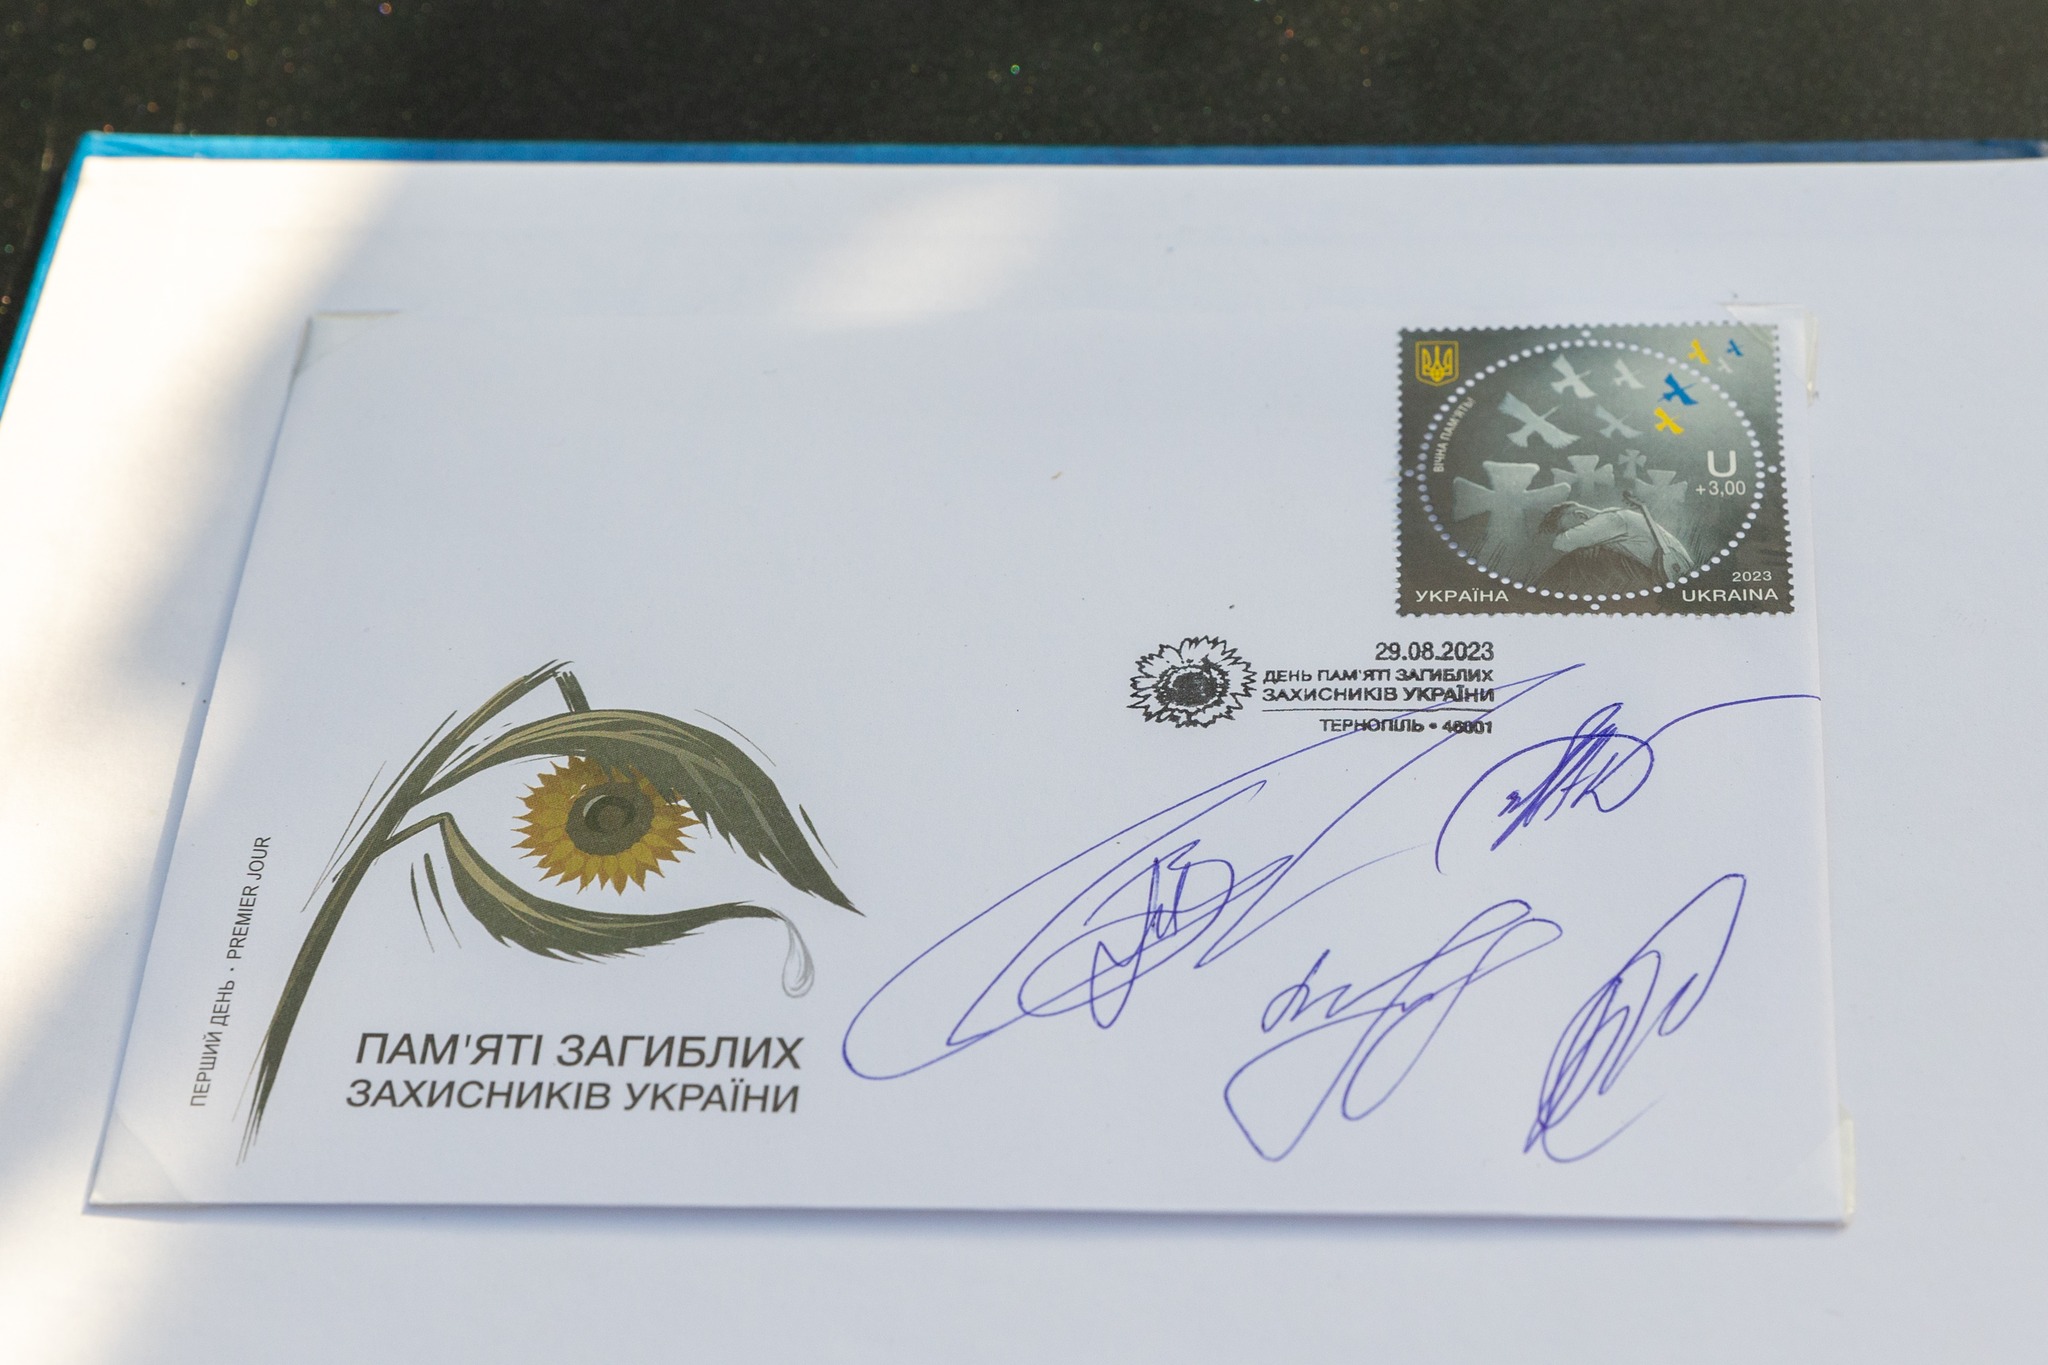 ВІЧНА ПАМ'ЯТЬ!
U
+3,00
2023
УКРАЇНА
UKRAINA
29.08.2023
ДЕНЬ ПАМ'ЯТІ ЗАГИБЛИХ
ЗАХИСНИКІВ УКРАЇНИ
ТЕРНОПІЛЬ • 46001
ПЕРШИЙ ДЕНЬ • PREMIER JOUR
ПАМ'ЯТІ ЗАГИБЛИХ
ЗАХИСНИКІВ УКРАЇНИ